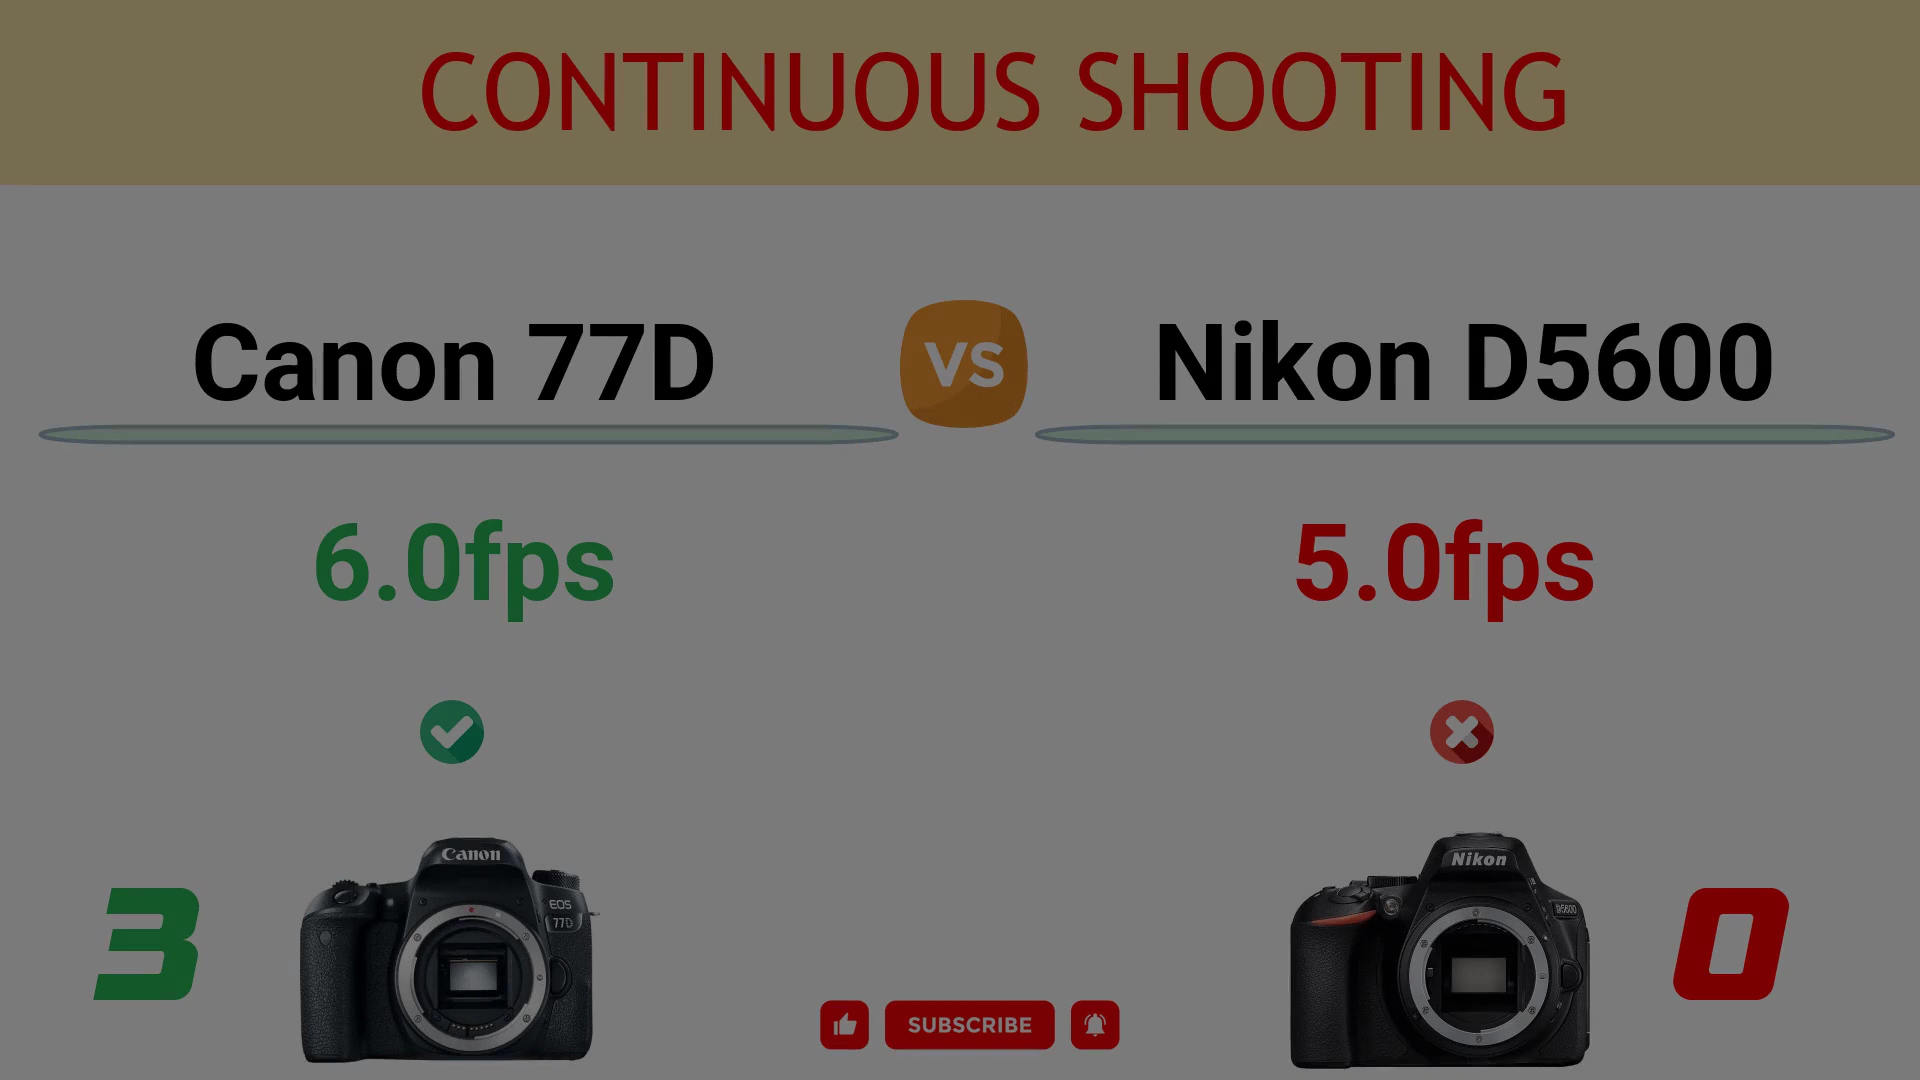 CONTINUOUS SHOOTING
Canon 77D
VS
Nikon D5600
6.0fps
5.0fps
Canon
EOS
77D
Nikon
D5600
3
0
SUBSCRIBE